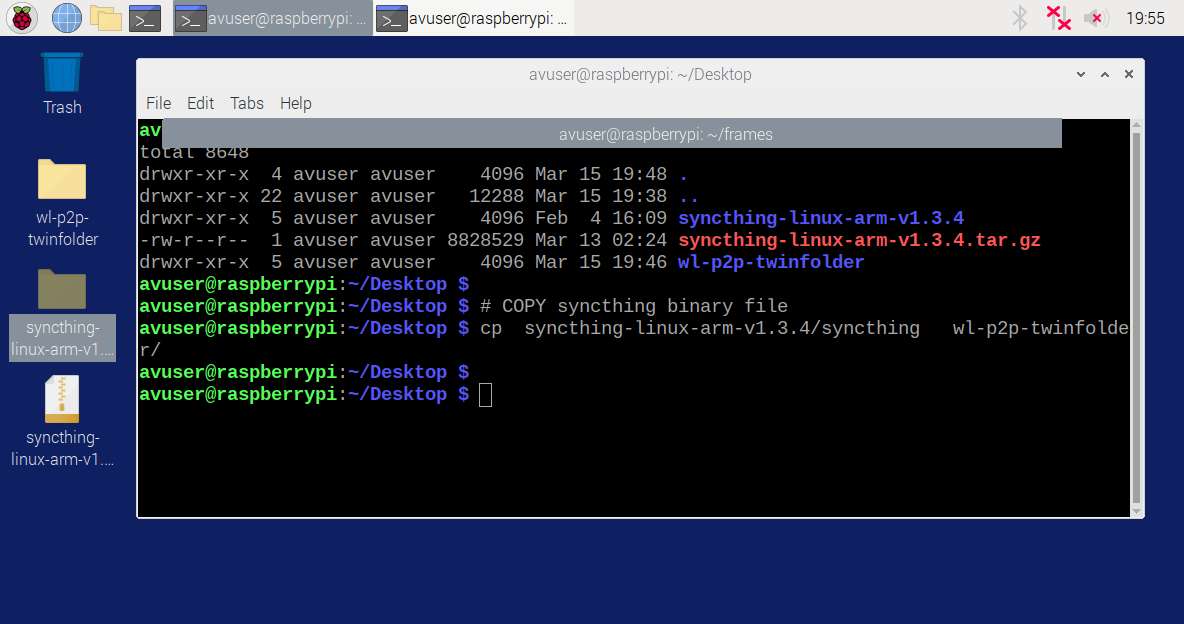 avuser@raspberrypi: ...
avuser@raspberrypi: ...
19:55
Trash
wl-p2p-
twinfolder
syncthing-
linux-arm-v1....
syncthing-
linux-arm-v1....
avuser@raspberrypi: ~/Desktop
File Edit Tabs Help
av
avuser@raspberrypi: ~/frames
total 8648
drwxr-xr-x  4 avuser avuser    4096 Mar 15 19:48 .
drwxr-xr-x 22 avuser avuser   12288 Mar 15 19:38 ..
drwxr-xr-x  5 avuser avuser    4096 Feb  4 16:09 syncthing-linux-arm-v1.3.4
-rw-r--r--  1 avuser avuser 8828529 Mar 13 02:24 syncthing-linux-arm-v1.3.4.tar.gz
drwxr-xr-x  5 avuser avuser    4096 Mar 15 19:46 wl-p2p-twinfolder
avuser@raspberrypi:~/Desktop $
avuser@raspberrypi:~/Desktop $ # COPY syncthing binary file
avuser@raspberrypi:~/Desktop $ cp  syncthing-linux-arm-v1.3.4/syncthing   wl-p2p-twinfolde
r/
avuser@raspberrypi:~/Desktop $
avuser@raspberrypi:~/Desktop $